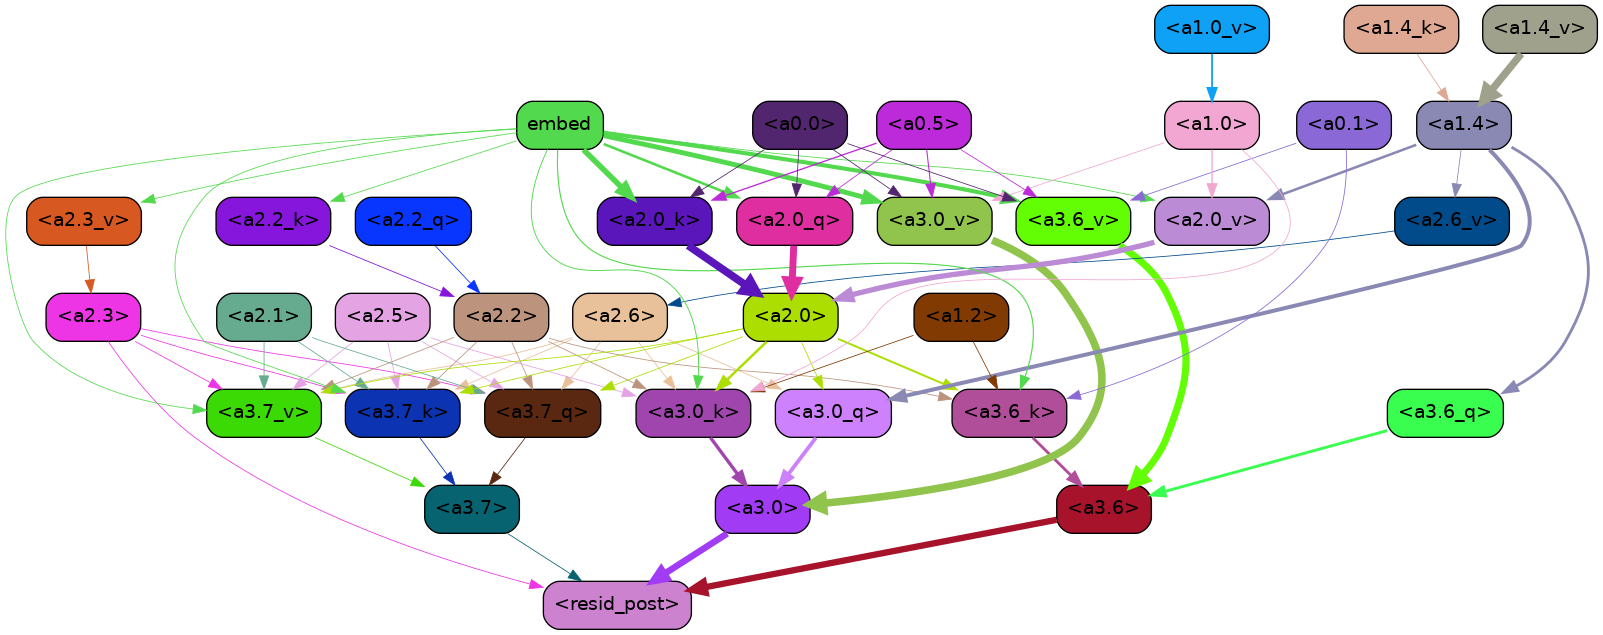 <a1.0_v> <a1.4_k> <a1.4_v>
embed <a0.0> <a0.5> <a1.0> <a0.1> <a1.4>
<a2.3_v> <a2.2_k> <a2.2_q> <a2.0_k> <a2.0_q> <a3.0_v> <a3.6_v> <a2.0_v> <a2.6_v>
<a2.3> <a2.1> <a2.5> <a2.2> <a2.6> <a2.0> <a1.2>
<a3.7_v> <a3.7_k> <a3.7_q> <a3.0_k> <a3.0_q> <a3.6_k> <a3.6_q>
<a3.7> <a3.0> <a3.6>
<resid_post>